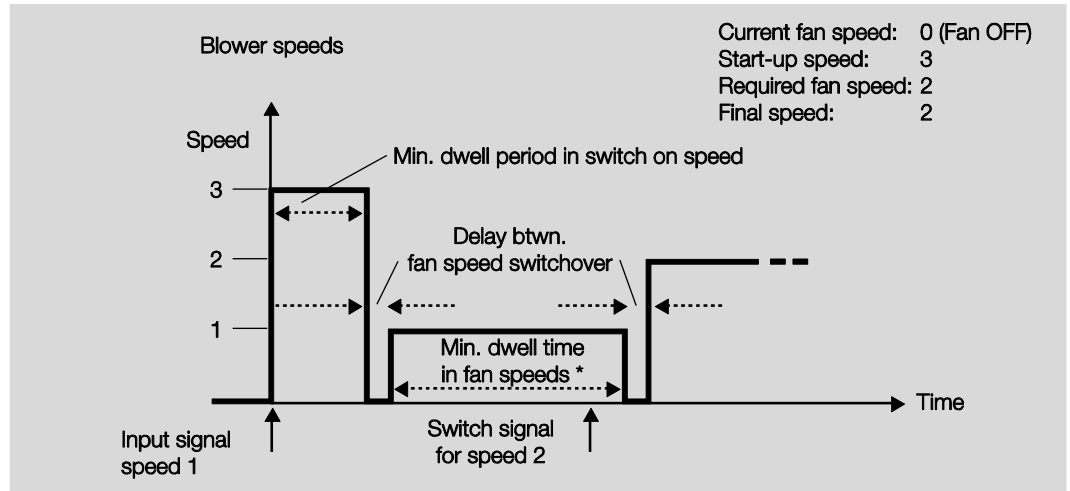 Blower speeds
Current fan speed: 0 (Fan OFF)
Start-up speed: 3
Required fan speed: 2
Final speed: 2
Speed
Min. dwell period in switch on speed
3
Delay btwn.
2
fan speed switchover
1
Min. dwell time
in fan speeds *
Time
Input signal
speed 1
Switch signal
for speed 2